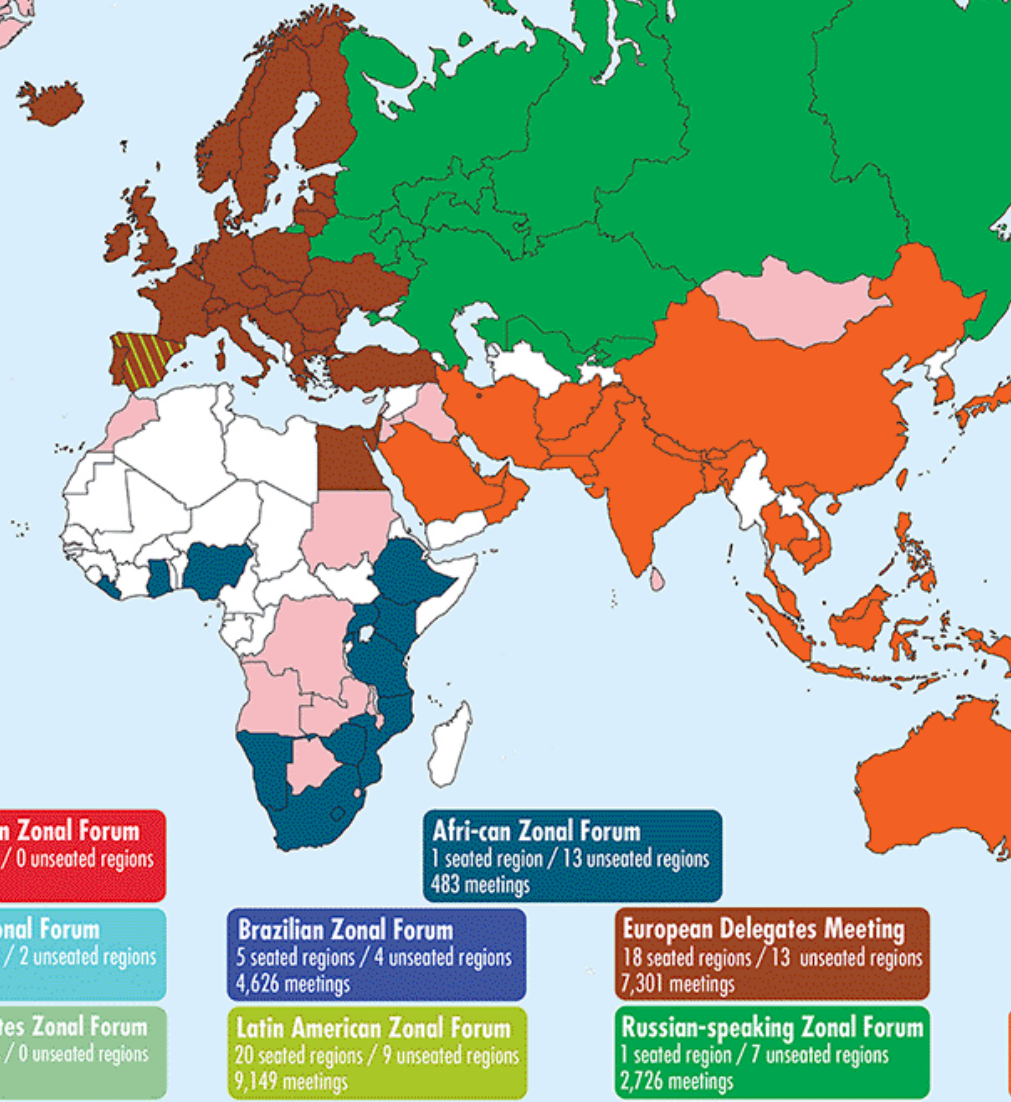 n Zonal Forum
/ 0 unseated regions
Afri-can Zonal Forum
1 seated region / 13 unseated regions
483 meetings
onal Forum
/ 2 unseated regions
Brazilian Zonal Forum
5 seated regions / 4 unseated regions
4,626 meetings
European Delegates Meeting
18 seated regions / 13 unseated regions
7,301 meetings
tes Zonal Forum
/ 0 unseated regions
Latin American Zonal Forum
20 seated regions / 9 unseated regions
9,149 meetings
Russian-speaking Zonal Forum
1 seated region / 7 unseated regions
2,726 meetings